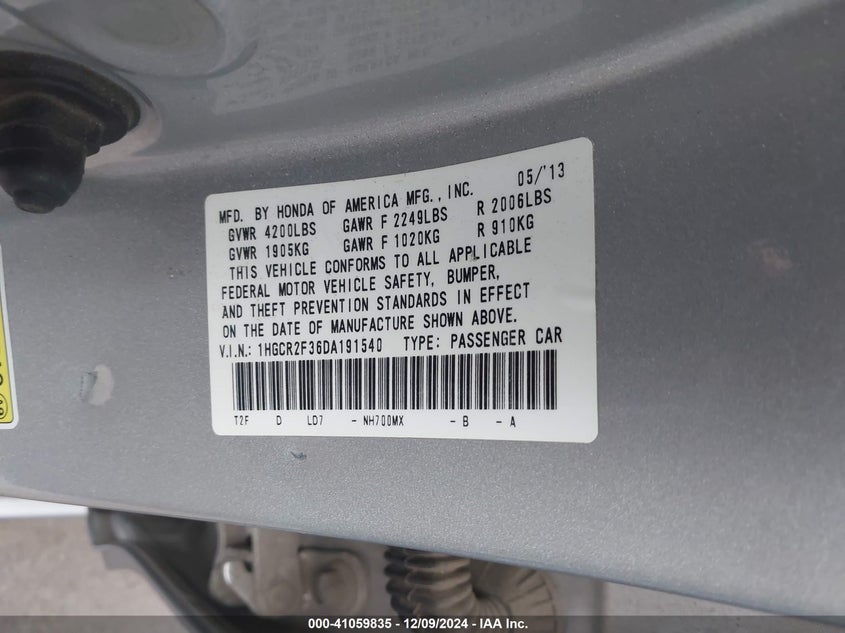 MFD. BY HONDA OF AMERICA MFG., INC. 05/'13
GVWR 4200LBS GAWR F 2249LBS R 2006LBS
GVWR 1905KG GAWR F 1020KG R 910KG
THIS VEHICLE CONFORMS TO ALL APPLICABLE
FEDERAL MOTOR VEHICLE SAFETY, BUMPER,
AND THEFT PREVENTION STANDARDS IN EFFECT
ON THE DATE OF MANUFACTURE SHOWN ABOVE.
V.I.N.: 1HGCR2F36DA191540 TYPE: PASSENGER CAR
T2F D LD7 - NH700MX - B - A
000-41059835 - 12/09/2024 - IAA Inc.